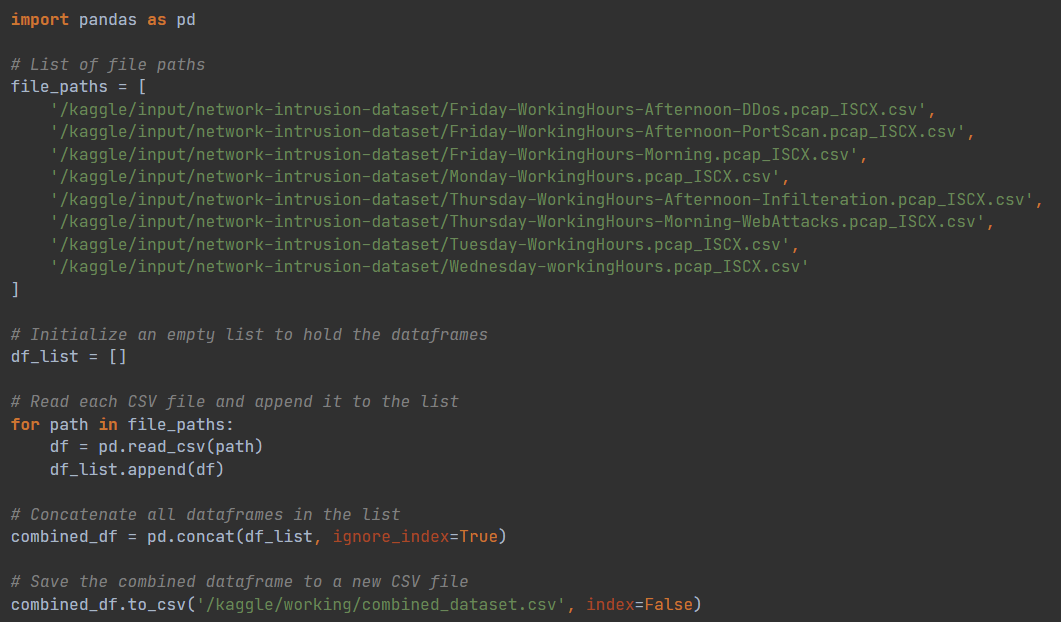 import pandas as pd
# List of file paths
file_paths = [
    '/kaggle/input/network-intrusion-dataset/Friday-WorkingHours-Afternoon-DDos.pcap_ISCX.csv',
    '/kaggle/input/network-intrusion-dataset/Friday-WorkingHours-Afternoon-PortScan.pcap_ISCX.csv',
    '/kaggle/input/network-intrusion-dataset/Friday-WorkingHours-Morning.pcap_ISCX.csv',
    '/kaggle/input/network-intrusion-dataset/Monday-WorkingHours.pcap_ISCX.csv',
    '/kaggle/input/network-intrusion-dataset/Thursday-WorkingHours-Afternoon-Infilteration.pcap_ISCX.csv',
    '/kaggle/input/network-intrusion-dataset/Thursday-WorkingHours-Morning-WebAttacks.pcap_ISCX.csv',
    '/kaggle/input/network-intrusion-dataset/Tuesday-WorkingHours.pcap_ISCX.csv',
    '/kaggle/input/network-intrusion-dataset/Wednesday-workingHours.pcap_ISCX.csv'
]
# Initialize an empty list to hold the dataframes
df_list = []
# Read each CSV file and append it to the list
for path in file_paths:
    df = pd.read_csv(path)
    df_list.append(df)
# Concatenate all dataframes in the list
combined_df = pd.concat(df_list, ignore_index=True)
# Save the combined dataframe to a new CSV file
combined_df.to_csv('/kaggle/working/combined_dataset.csv', index=False)